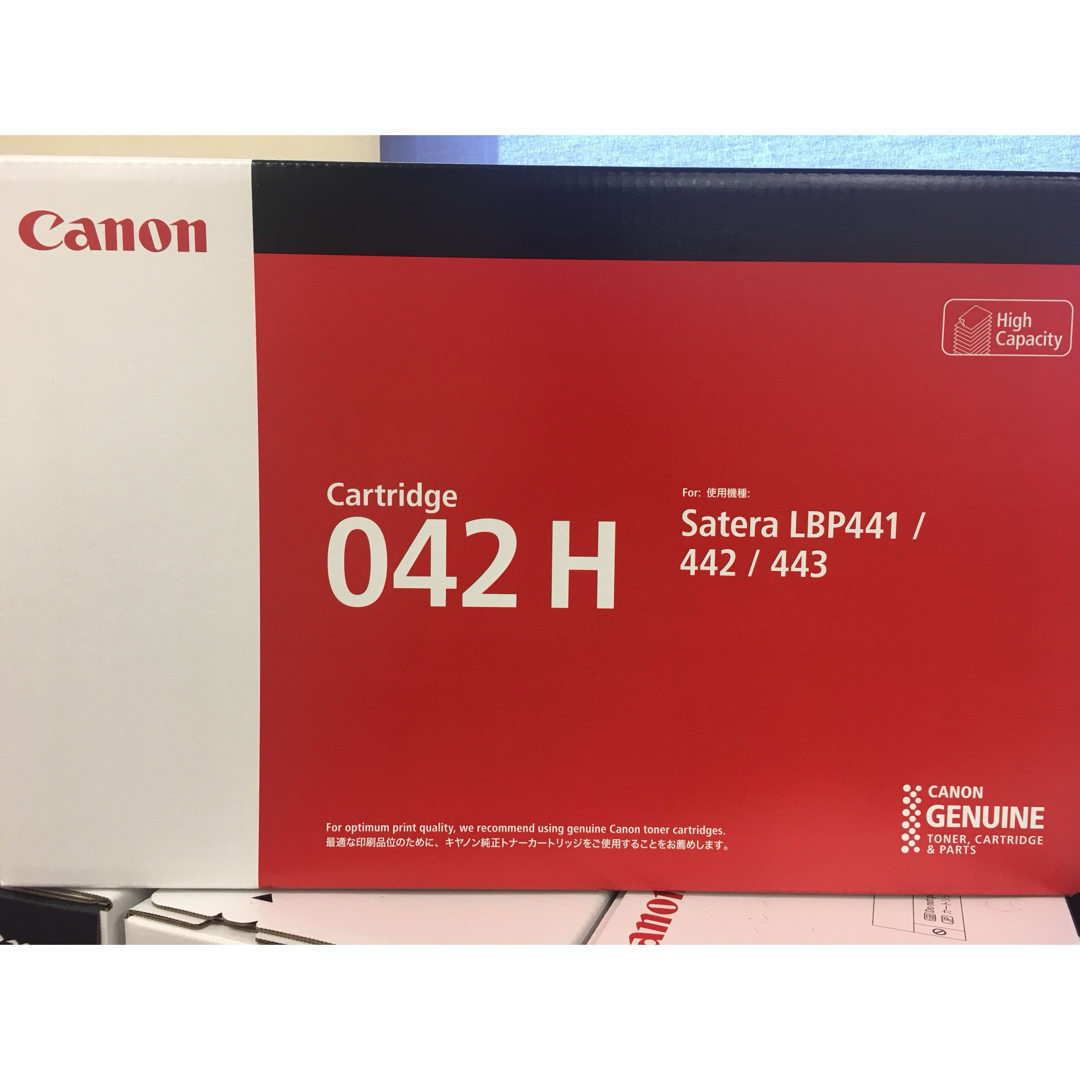 Canon
High
Capacity
Cartridge
042 H
For: 使用機種:
Satera LBP441 /
442 / 443
For optimum print quality, we recommend using genuine Canon toner cartridges.
最適な印刷品位のために、キヤノン純正トナーカートリッジをご使用することをお薦めします。
CANON
GENUINE
TONER, CARTRIDGE
& PARTS